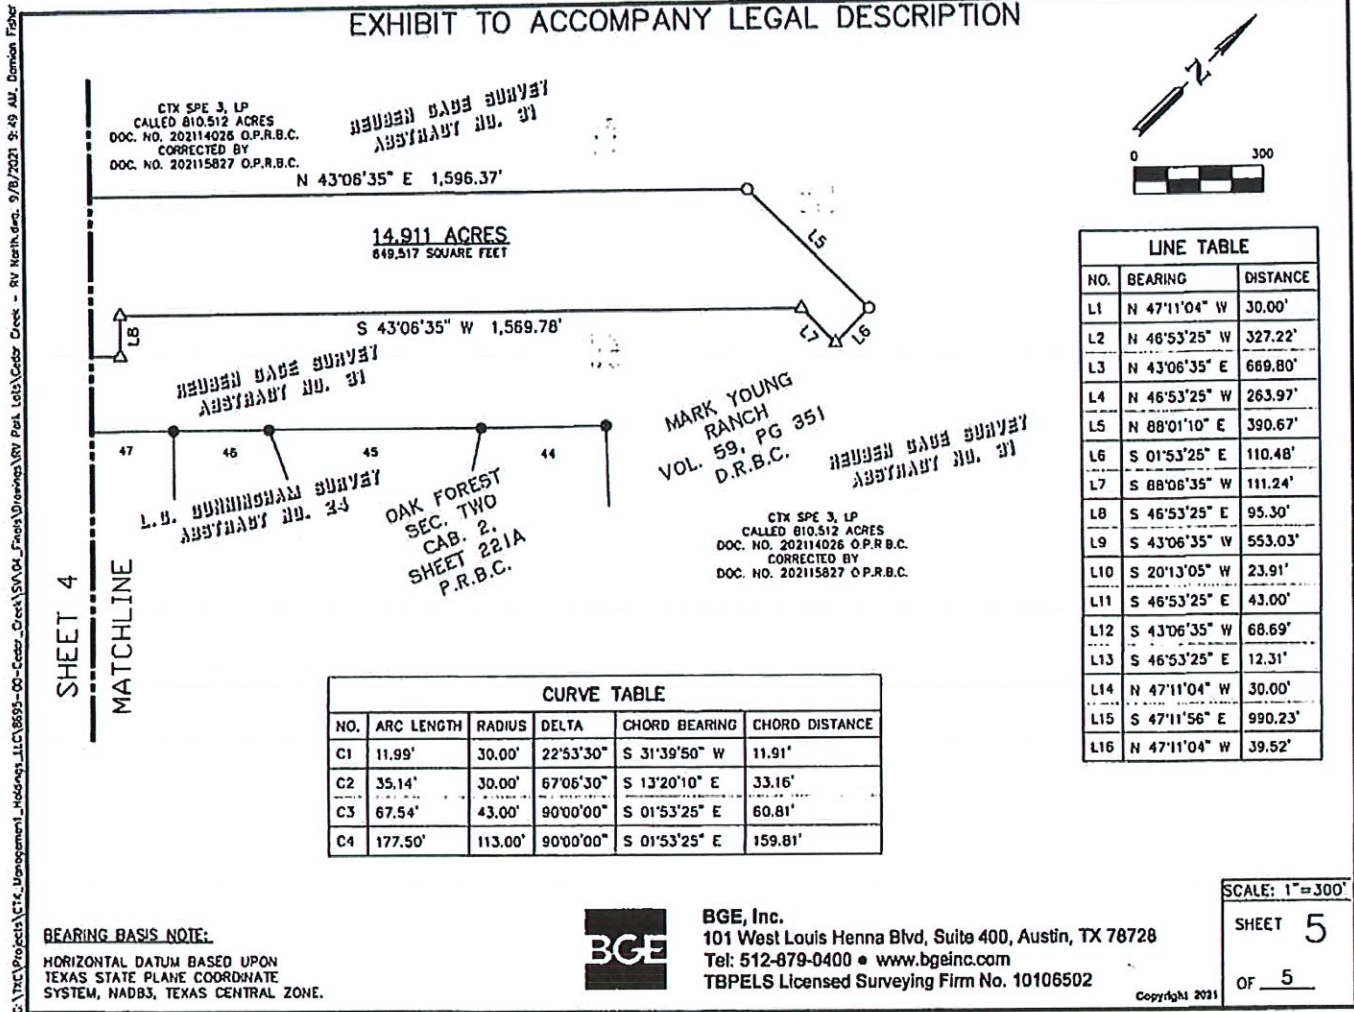 EXHIBIT TO ACCOMPANY LEGAL DESCRIPTION
CTX SPE 3, LP
CALLED 810.512 ACRES
DOC. NO. 202114026 O.P.R.B.C.
CORRECTED BY
DOC. NO. 202115827 O.P.R.B.C.
REUBEN GAGE SURVEY
ABSTRACT NO. 31
N 43°06'35" E 1,596.37'
14.911 ACRES
649,517 SQUARE FEET
L5
L8
S 43°06'35" W 1,569.78'
L7
L6
REUBEN GAGE SURVEY
ABSTRACT NO. 31
47
46
45
44
L.C. CUNNINGHAM SURVEY
ABSTRACT NO. 24
OAK FOREST
SEC. TWO
CAB. 2,
SHEET 221A
P.R.B.C.
MARK YOUNG
RANCH
VOL. 59, PG 351
D.R.B.C.
REUBEN GAGE SURVEY
ABSTRACT NO. 31
CTX SPE 3, LP
CALLED 810.512 ACRES
DOC. NO. 202114026 O.P.R.B.C.
CORRECTED BY
DOC. NO. 202115827 O.P.R.B.C.
SHEET 4
MATCHLINE
N
0 300
LINE TABLE
NO. BEARING DISTANCE
L1 N 47°11'04" W 30.00'
L2 N 46°53'25" W 327.22'
L3 N 43°06'35" E 669.80'
L4 N 46°53'25" W 263.97'
L5 N 88°01'10" E 390.67'
L6 S 01°53'25" E 110.48'
L7 S 88°06'35" W 111.24'
L8 S 46°53'25" E 95.30'
L9 S 43°06'35" W 553.03'
L10 S 20°13'05" W 23.91'
L11 S 46°53'25" E 43.00'
L12 S 43°06'35" W 68.69'
L13 S 46°53'25" E 12.31'
L14 N 47°11'04" W 30.00'
L15 S 47°11'56" E 990.23'
L16 N 47°11'04" W 39.52'
CURVE TABLE
NO. ARC LENGTH RADIUS DELTA CHORD BEARING CHORD DISTANCE
C1 11.99' 30.00' 22°53'30" S 31°39'50" W 11.91'
C2 35.14' 30.00' 67°06'30" S 13°20'10" E 33.16'
C3 67.54' 43.00' 90°00'00" S 01°53'25" E 60.81'
C4 177.50' 113.00' 90°00'00" S 01°53'25" E 159.81'
BEARING BASIS NOTE:
HORIZONTAL DATUM BASED UPON
TEXAS STATE PLANE COORDINATE
SYSTEM, NAD83, TEXAS CENTRAL ZONE.
BGE
BGE, Inc.
101 West Louis Henna Blvd, Suite 400, Austin, TX 78728
Tel: 512-879-0400 • www.bgeinc.com
TBPELS Licensed Surveying Firm No. 10106502
Copyright 2021
SCALE: 1"=300'
SHEET 5
OF 5